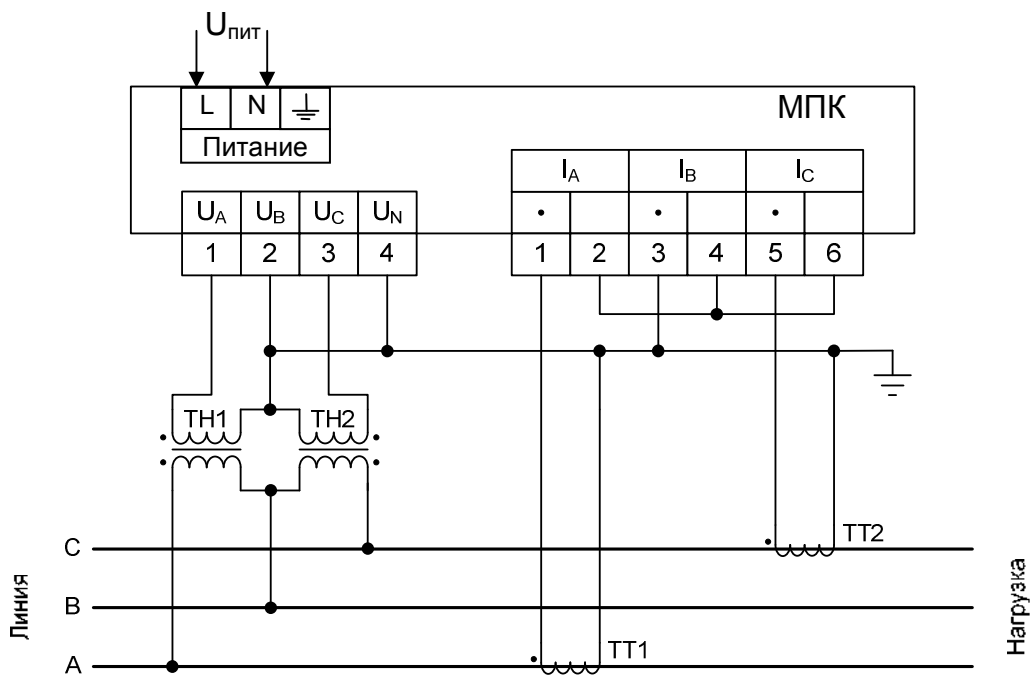 Uпит
L N
МПК
Питание
IA IB IC
UA UB UC UN
1 2 3 4
1 2 3 4 5 6
ТН1 ТН2
C
ТТ2
B
A
ТТ1
Линия
Нагрузка